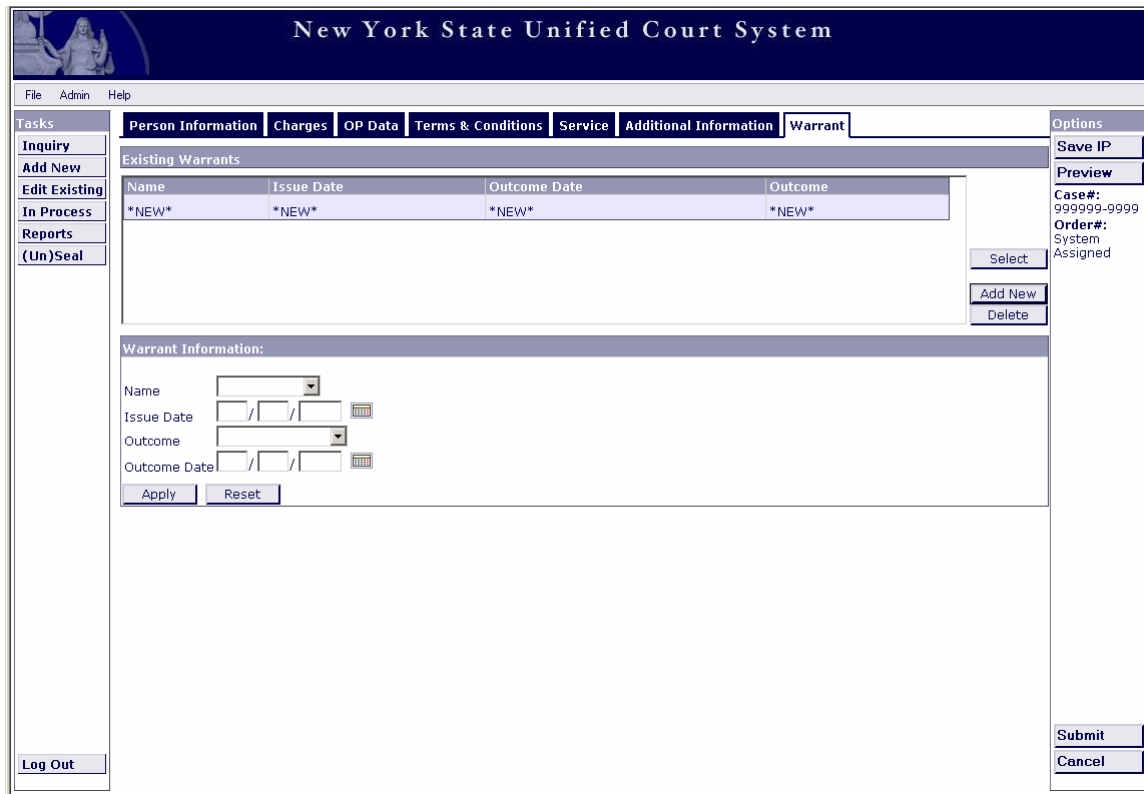 New York State Unified Court System
File Admin Help
Tasks
Inquiry
Add New
Edit Existing
In Process
Reports
(Un)Seal
Log Out
Person Information Charges OP Data Terms & Conditions Service Additional Information Warrant
Existing Warrants
Name Issue Date Outcome Date Outcome
*NEW* *NEW* *NEW* *NEW*
Select
Add New
Delete
Warrant Information:
Name
Issue Date / /
Outcome
Outcome Date / /
Apply Reset
Options
Save IP
Preview
Case#:
999999-9999
Order#:
System
Assigned
Submit
Cancel